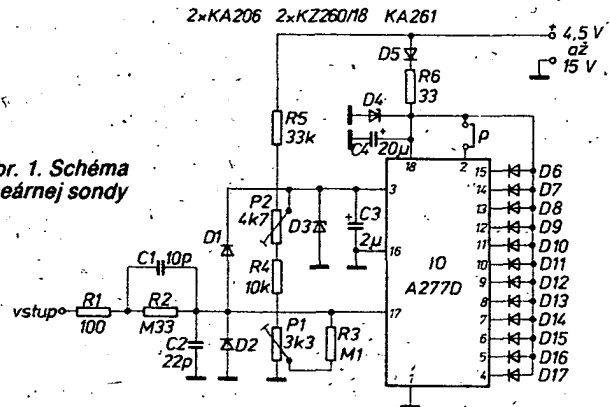 2×KA206 2×KZ260/18 KA261
+ 4,5 V
až
15 V
D5
R6
33
D4
C4
+
20µ
P
R5
33k
br. 1. Schéma
eárnej sondy
18
2
P2
4k7
D3
+
C3
2µ
3
16
17
1
IO
A277D
D1
R4
10k
C1
10p
vstup
R1
100
R2
M33
C2
22p
D2
P1
3k3
R3
M1
15 D6
14 D7
13 D8
12 D9
11 D10
10 D11
9 D12
8 D13
7 D14
6 D15
5 D16
4 D17